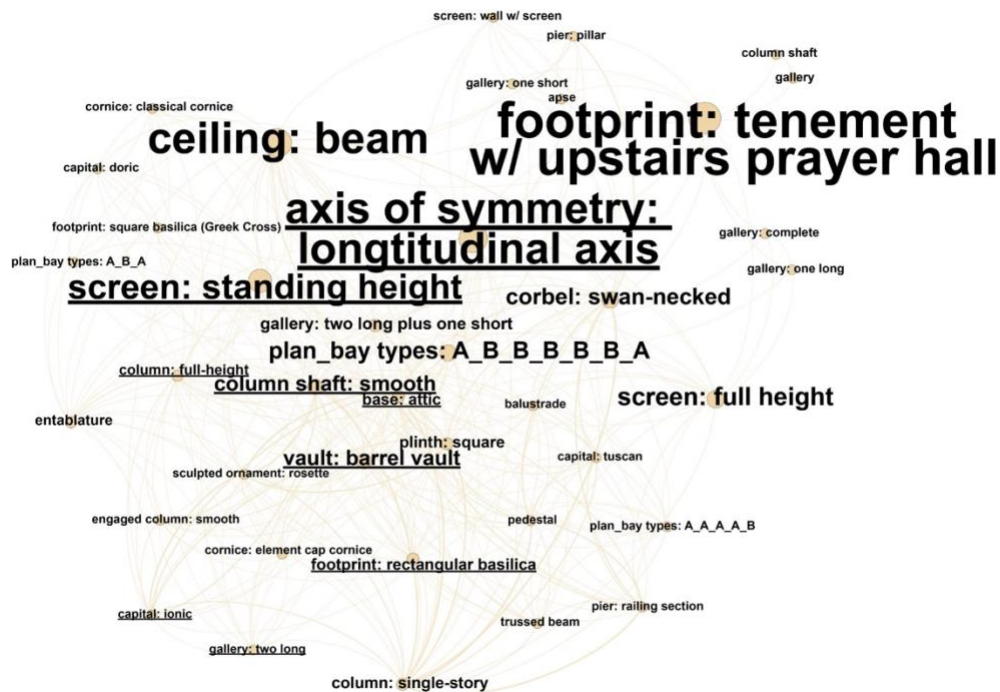 screen: wall w/ screen
pier: pillar
column shaft
gallery
gallery: one short
apse
cornice: classical cornice
footprint: tenement
w/ upstairs prayer hall
ceiling: beam
capital: doric
axis of symmetry:
longtitudinal axis
footprint: square basilica (Greek Cross)
gallery: complete
plan_bay types: A_B_A
gallery: one long
screen: standing height
corbel: swan-necked
gallery: two long plus one short
plan_bay types: A_B_B_B_B_B_A
column: full-height
column shaft: smooth
base: attic
balustrade
screen: full height
entablature
plinth: square
vault: barrel vault
capital: tuscan
sculpted ornament: rosette
engaged column: smooth
pedestal
plan_bay types: A_A_A_A_B
cornice: element cap cornice
footprint: rectangular basilica
capital: ionic
pier: railing section
trussed beam
gallery: two long
column: single-story